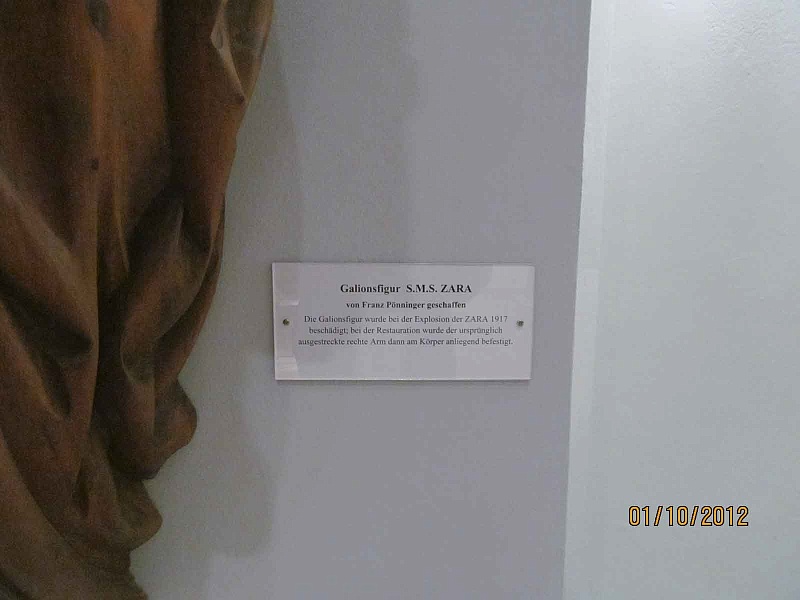 Galionsfigur S.M.S. ZARA
von Franz Pönninger geschaffen
Die Galionsfigur wurde bei der Explosion der ZARA 1917
beschädigt; bei der Restauration wurde der ursprünglich
ausgestreckte rechte Arm dann am Körper anliegend befestigt.
01/10/2012